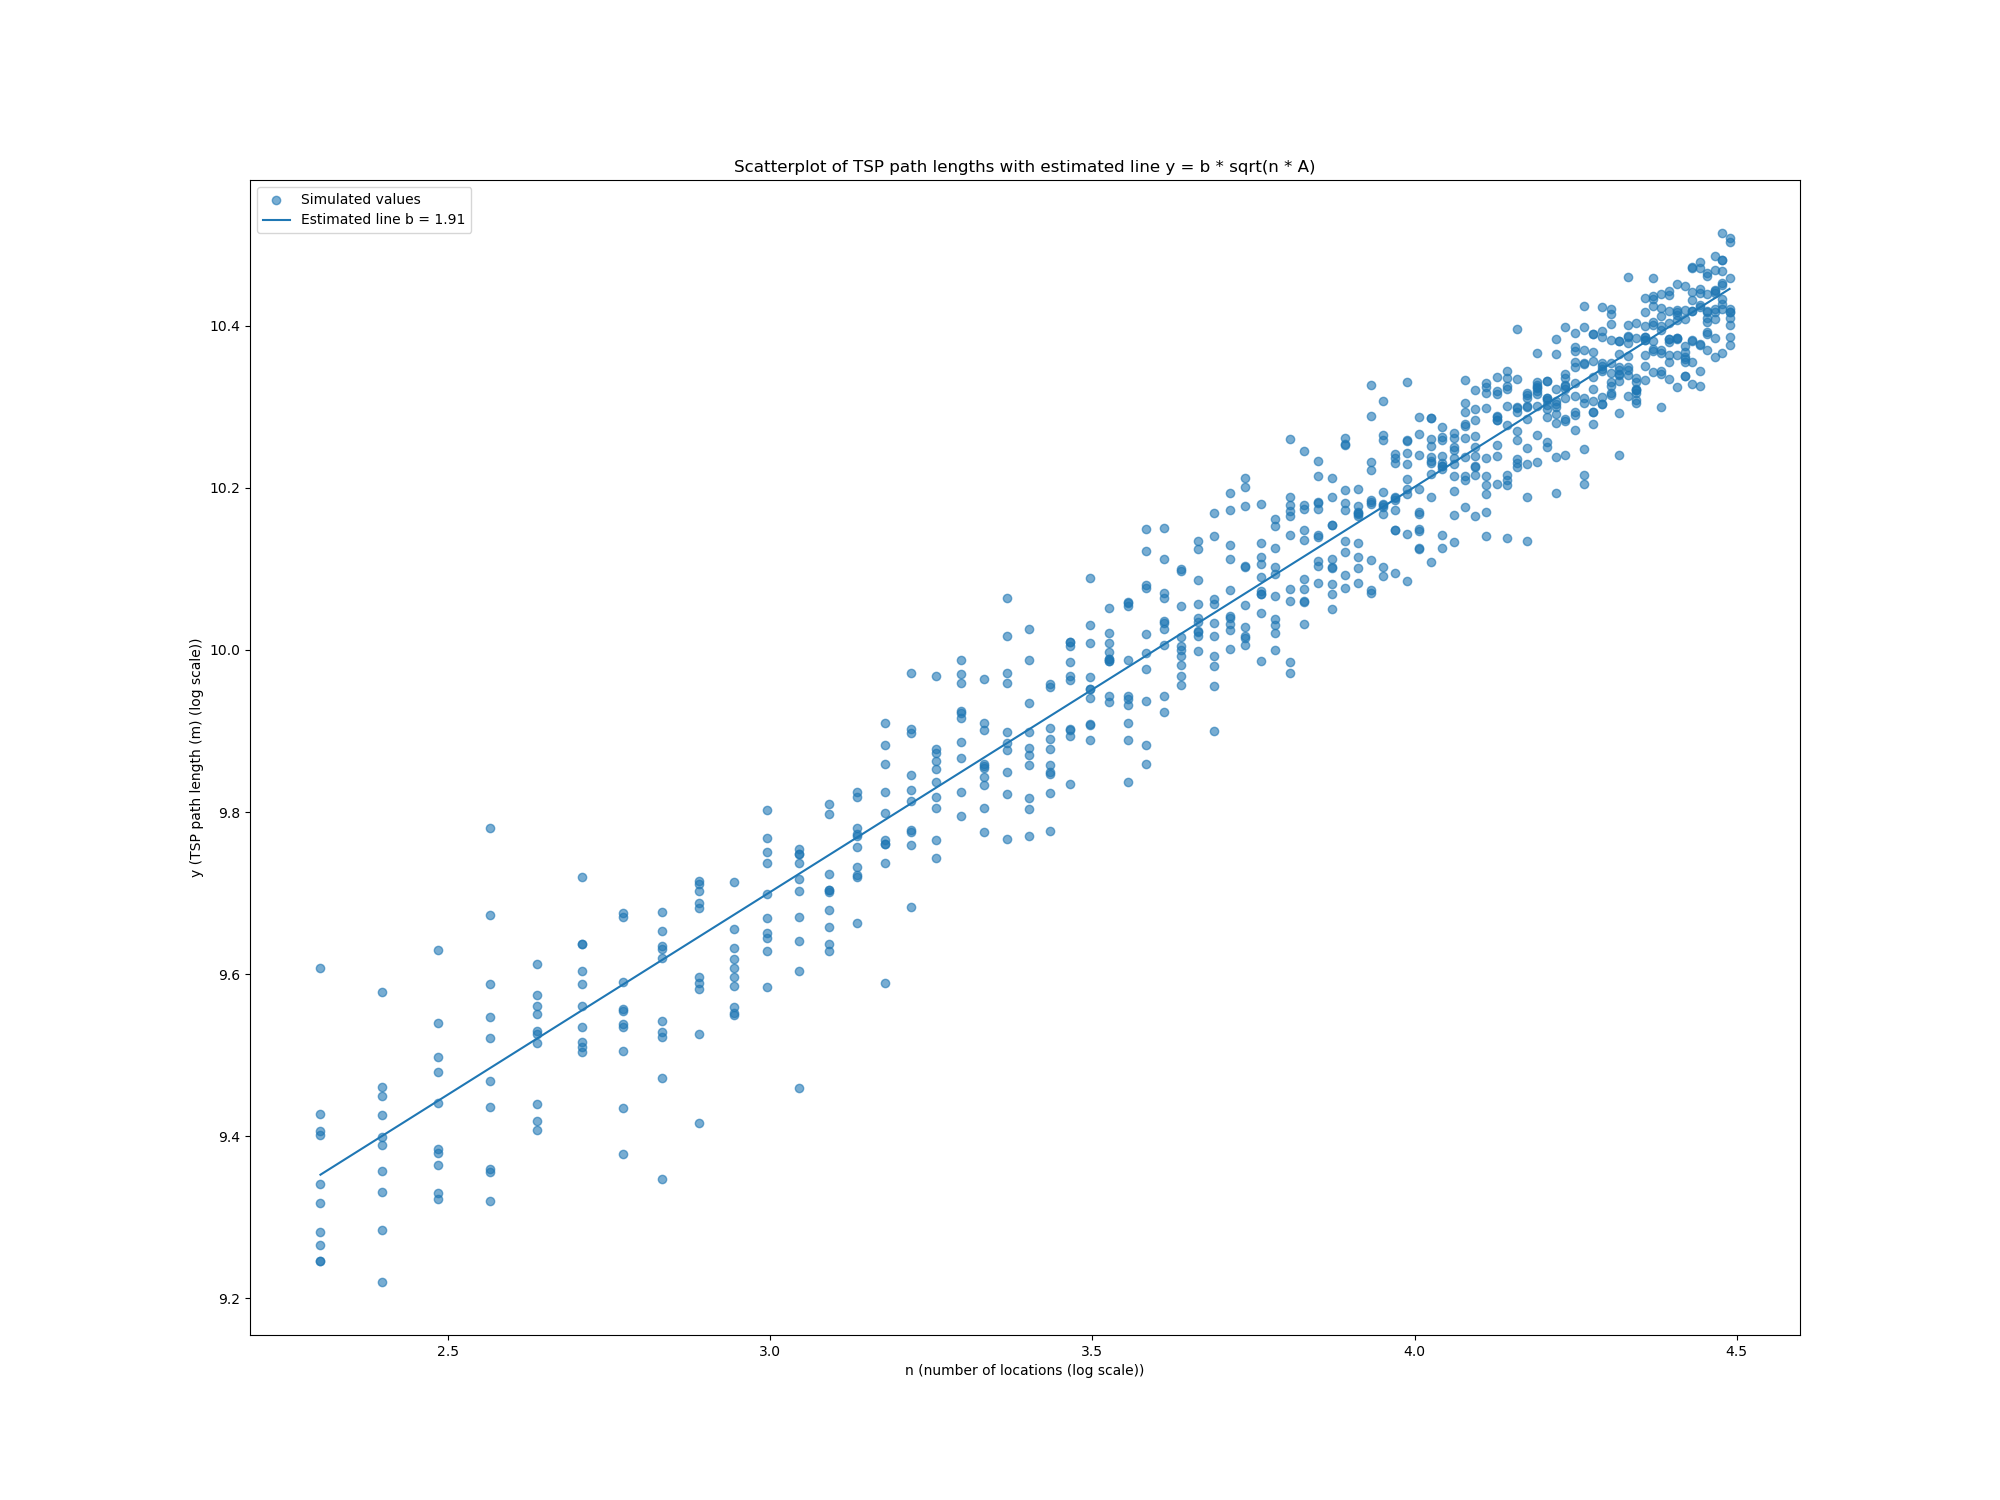 Scatterplot of TSP path lengths with estimated line y = b * sqrt(n * A)
Simulated values
Estimated line b = 1.91
y (TSP path length (m) (log scale))
10.4
10.2
10.0
9.8
9.6
9.4
9.2
2.5
3.0
3.5
4.0
4.5
n (number of locations (log scale))